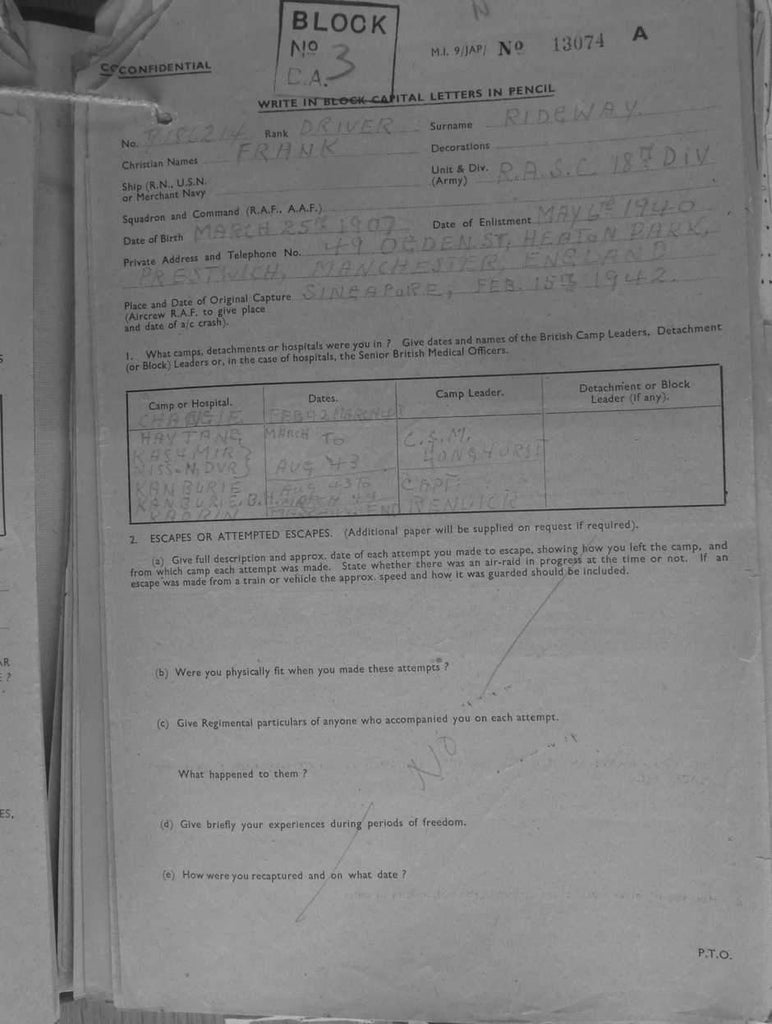 BLOCK
No 3
C.A.
CONFIDENTIAL
M.I. 9/JAP/ No 13074 A
WRITE IN BLOCK CAPITAL LETTERS IN PENCIL
No. Rank DRIVER Surname RIDGWAY
Christian Names FRANK Decorations
Ship (R.N., U.S.N. or Merchant Navy
Unit & Div. (Army) R.A.S.C 18TH DIV
Squadron and Command (R.A.F., A.A.F.)
Date of Birth MARCH 25TH 1907 Date of Enlistment MAY 6TH 1940
Private Address and Telephone No. 49 OGDEN ST, HEATON PARK,
PRESTWICH, MANCHESTER, ENGLAND
Place and Date of Original Capture SINGAPORE, FEB. 15TH 1942.
(Aircrew R.A.F. to give place
and date of a/c crash).
1. What camps, detachments or hospitals were you in ? Give dates and names of the British Camp Leaders, Detachment
(or Block) Leaders or, in the case of hospitals, the Senior British Medical Officers.
Camp or Hospital. Dates. Camp Leader. Detachment or Block Leader (if any).
CHANGIE FEB 42 MARCH 43
HAYTANG MARCH TO C.S.M.
KASHMIR
AUG 43 LONGHURST
KANBURIE AUG 43 TO CAPT.
KANBURIE. B.H.
2. ESCAPES OR ATTEMPTED ESCAPES. (Additional paper will be supplied on request if required).
(a) Give full description and approx. date of each attempt you made to escape, showing how you left the camp, and
from which camp each attempt was made. State whether there was an air-raid in progress at the time or not. If an
escape was made from a train or vehicle the approx. speed and how it was guarded should be included.
(b) Were you physically fit when you made these attempts ?
(c) Give Regimental particulars of anyone who accompanied you on each attempt.
NO
What happened to them ?
(d) Give briefly your experiences during periods of freedom.
(e) How were you recaptured and on what date ?
P.T.O.